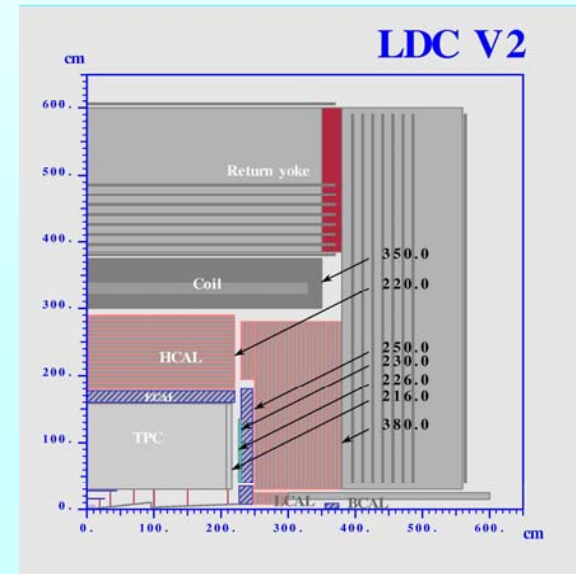 LDC V2
cm
600.
500.
400.
300.
200.
100.
0.
Return yoke
Coil
HCAL
ECAL
TPC
LCAL
BCAL
350.0
220.0
250.0
230.0
226.0
216.0
380.0
0. 100. 200. 300. 400. 500. 600.
cm